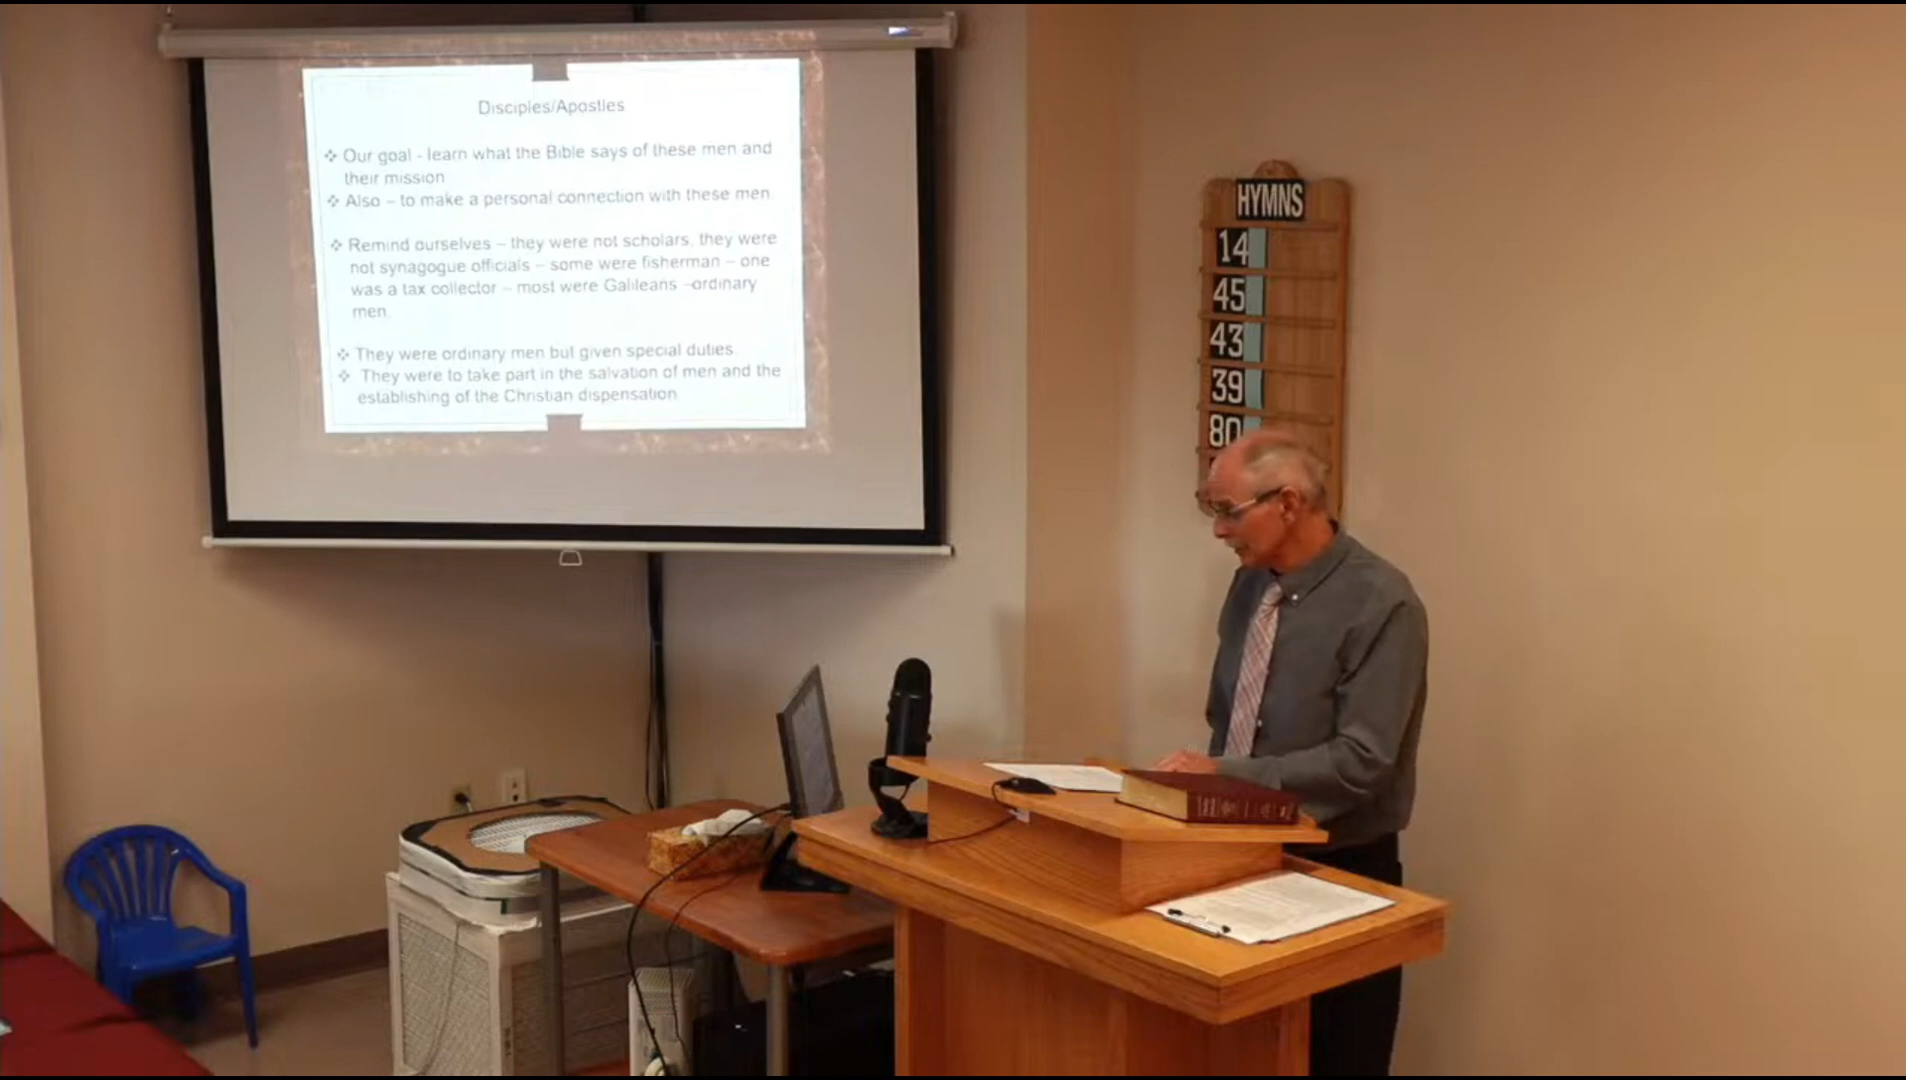 Disciples/Apostles
❖ Our goal - learn what the Bible says of these men and
their mission
❖ Also – to make a personal connection with these men.
❖ Remind ourselves – they were not scholars, they were
not synagogue officials – some were fisherman – one
was a tax collector – most were Galileans –ordinary
men.
❖ They were ordinary men but given special duties.
❖ They were to take part in the salvation of men and the
establishing of the Christian dispensation.
HYMNS
14
45
43
39
80